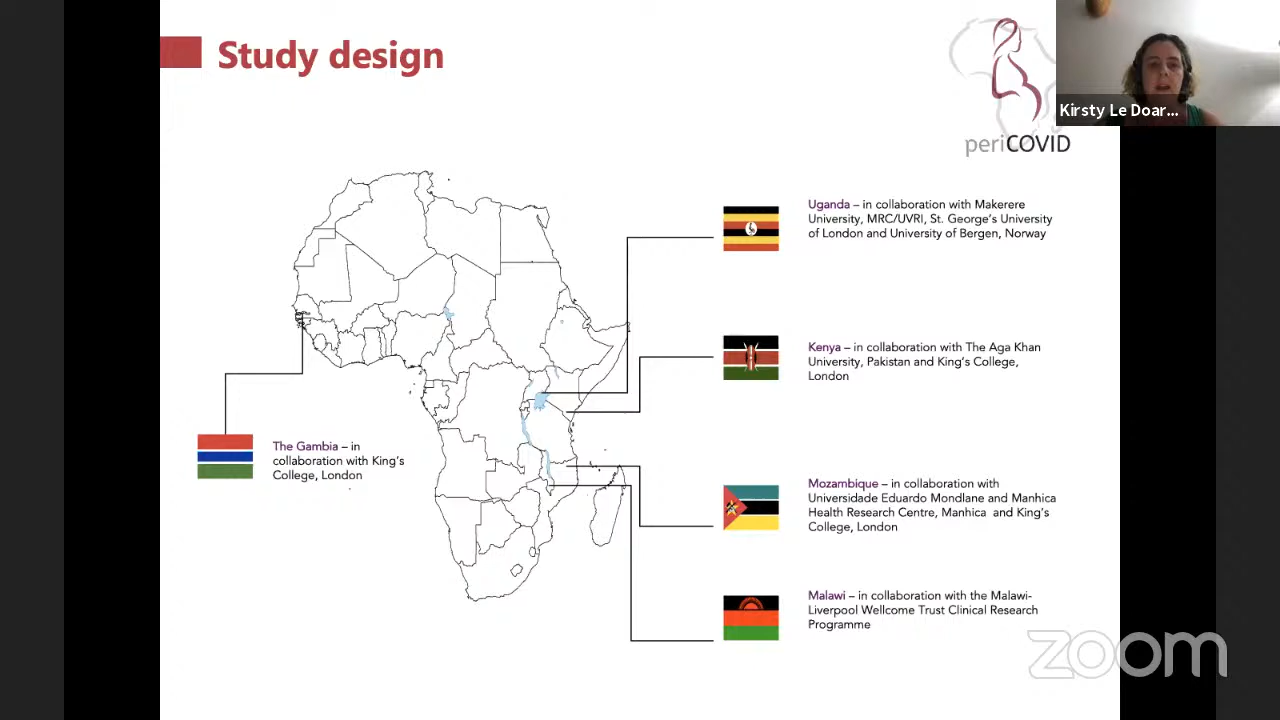 Study design
periCOVID
Kirsty Le Doar...
Uganda – in collaboration with Makerere
University, MRC/UVRI, St. George's University
of London and University of Bergen, Norway
Kenya – in collaboration with The Aga Khan
University, Pakistan and King's College,
London
The Gambia – in
collaboration with King's
College, London
Mozambique – in collaboration with
Universidade Eduardo Mondlane and Manhica
Health Research Centre, Manhica and King's
College, London
Malawi – in collaboration with the Malawi-
Liverpool Wellcome Trust Clinical Research
Programme
zoom